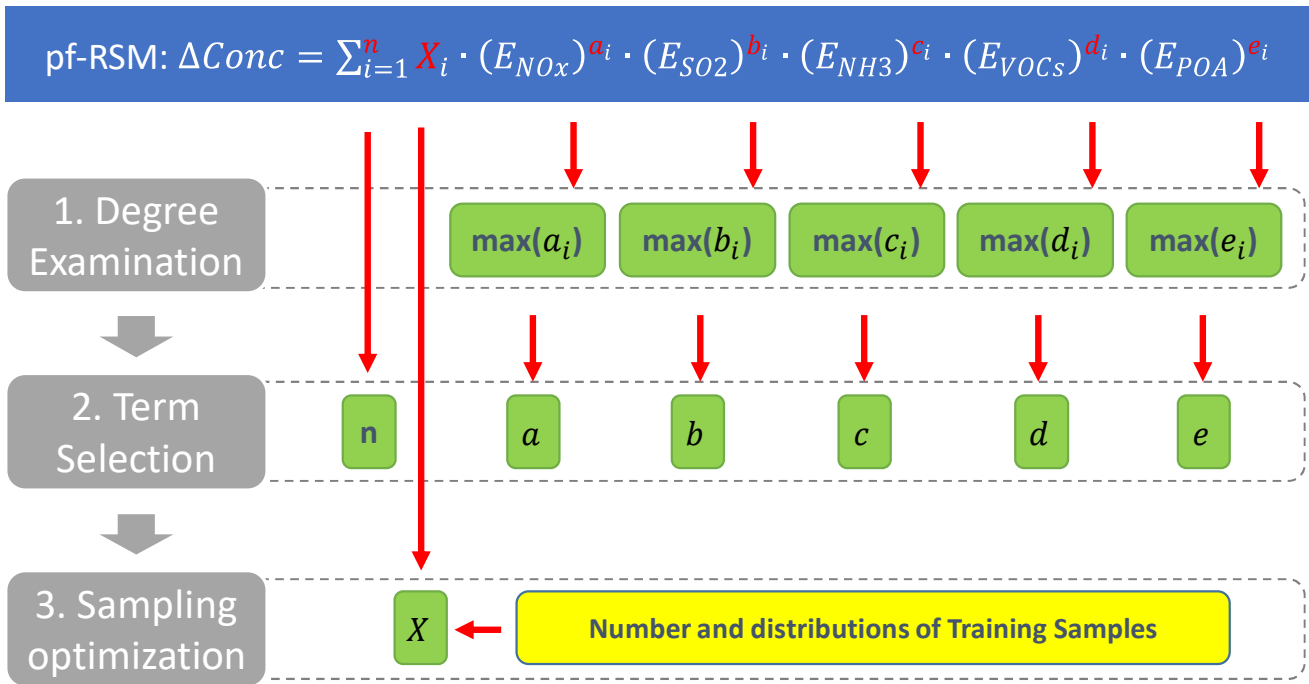 pf-RSM: ΔConc = ∑ⁿᵢ₌₁ Xᵢ · (E_NOx)^aᵢ · (E_SO2)^bᵢ · (E_NH3)^cᵢ · (E_VOCs)^dᵢ · (E_POA)^eᵢ
1. Degree
Examination
max(aᵢ) max(bᵢ) max(cᵢ) max(dᵢ) max(eᵢ)
2. Term
Selection
n a b c d e
3. Sampling
optimization
X Number and distributions of Training Samples